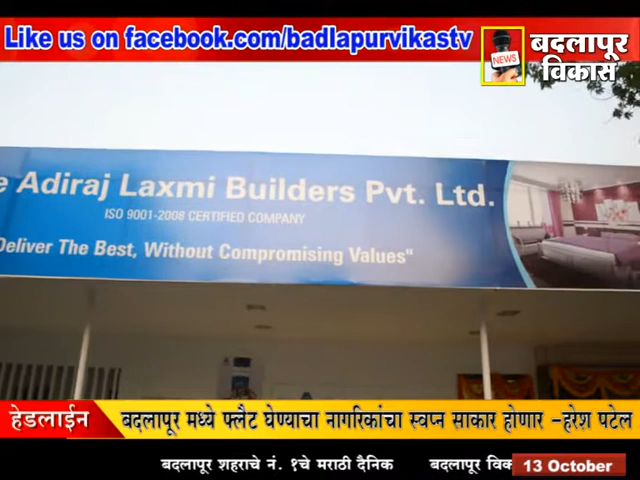 Like us on facebook.com/badlapurvikastv
NEWS
बदलापूर
विकास
e Adiraj Laxmi Builders Pvt. Ltd.
ISO 9001-2008 CERTIFIED COMPANY
Deliver The Best, Without Compromising Values"
हेडलाईन
बदलापूर मध्ये फ्लैट घेण्याचा नागरिकांचा स्वप्न साकार होणार -हरेश पटेल
बदलापूर शहराचे नं. १चे मराठी दैनिक बदलापूर विक
13 October